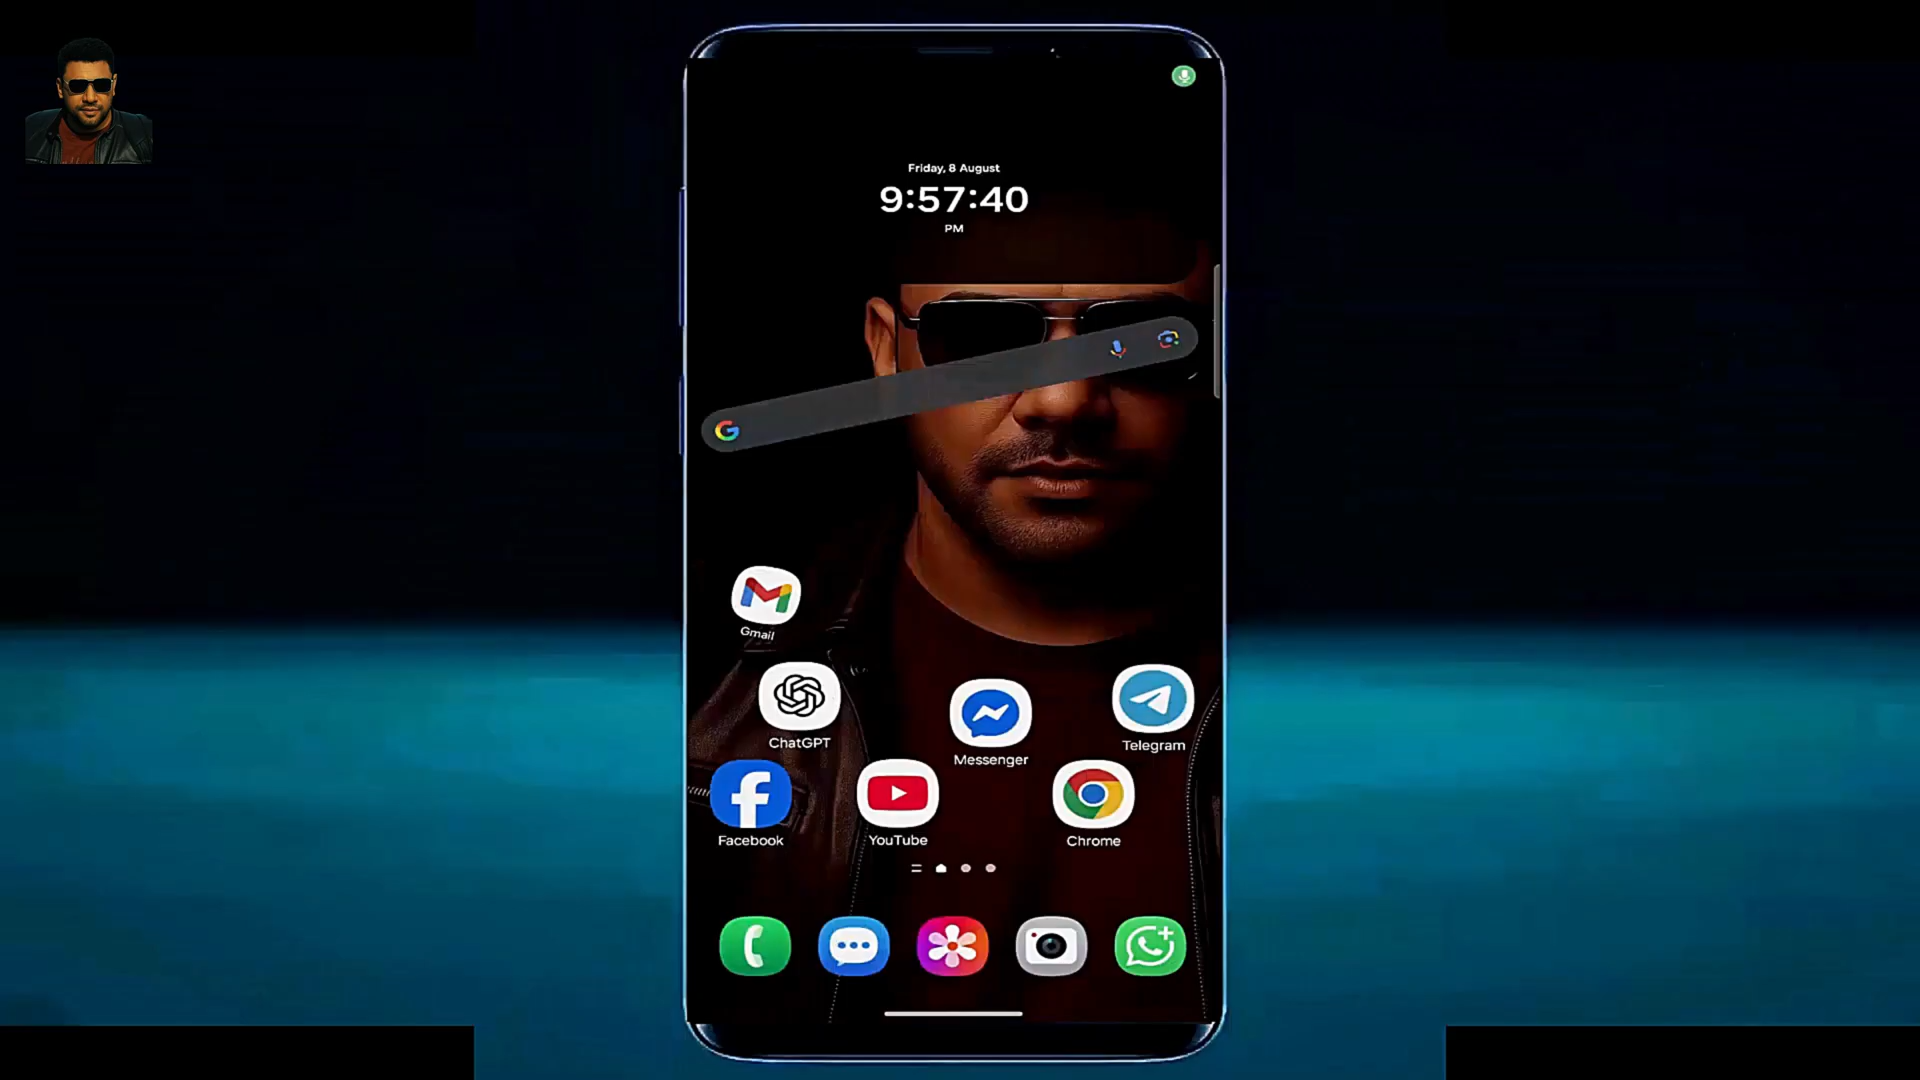 Friday, 8 August
9:57:40
PM
Gmail
ChatGPT
Messenger
Telegram
Facebook
YouTube
Chrome